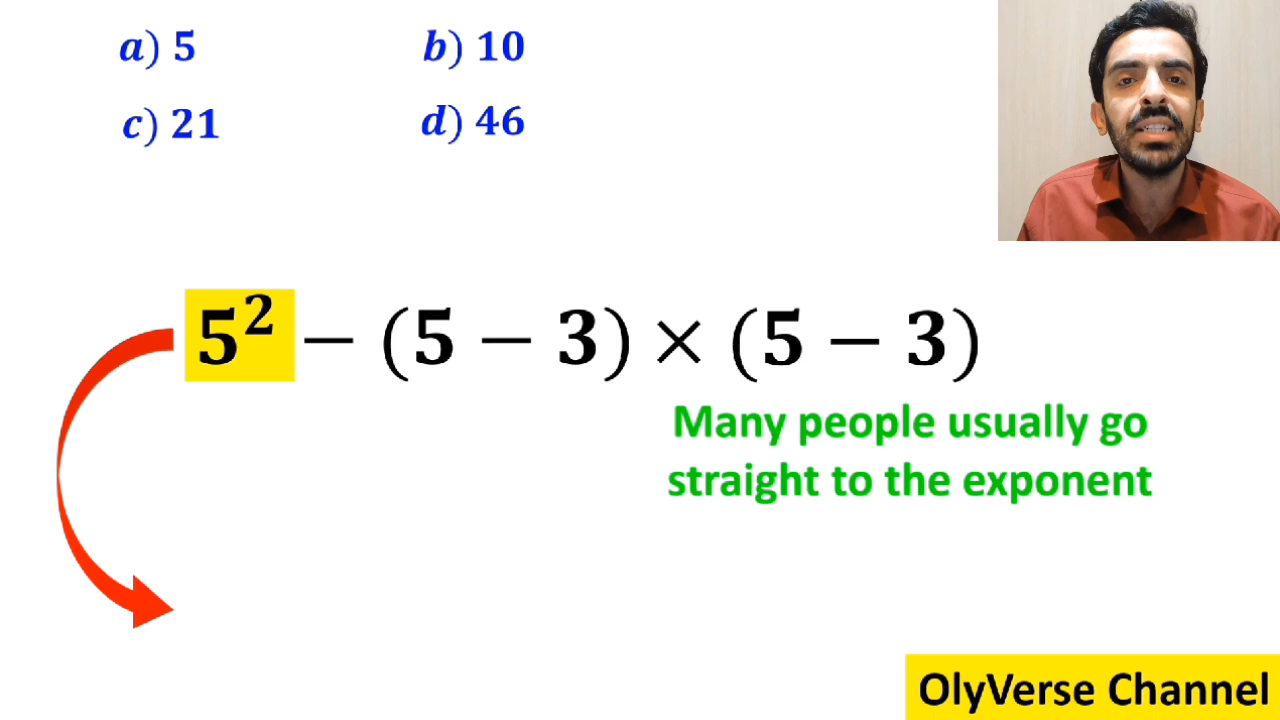 a) 5 b) 10
c) 21 d) 46
5² − (5 − 3) × (5 − 3)
Many people usually go
straight to the exponent
OlyVerse Channel